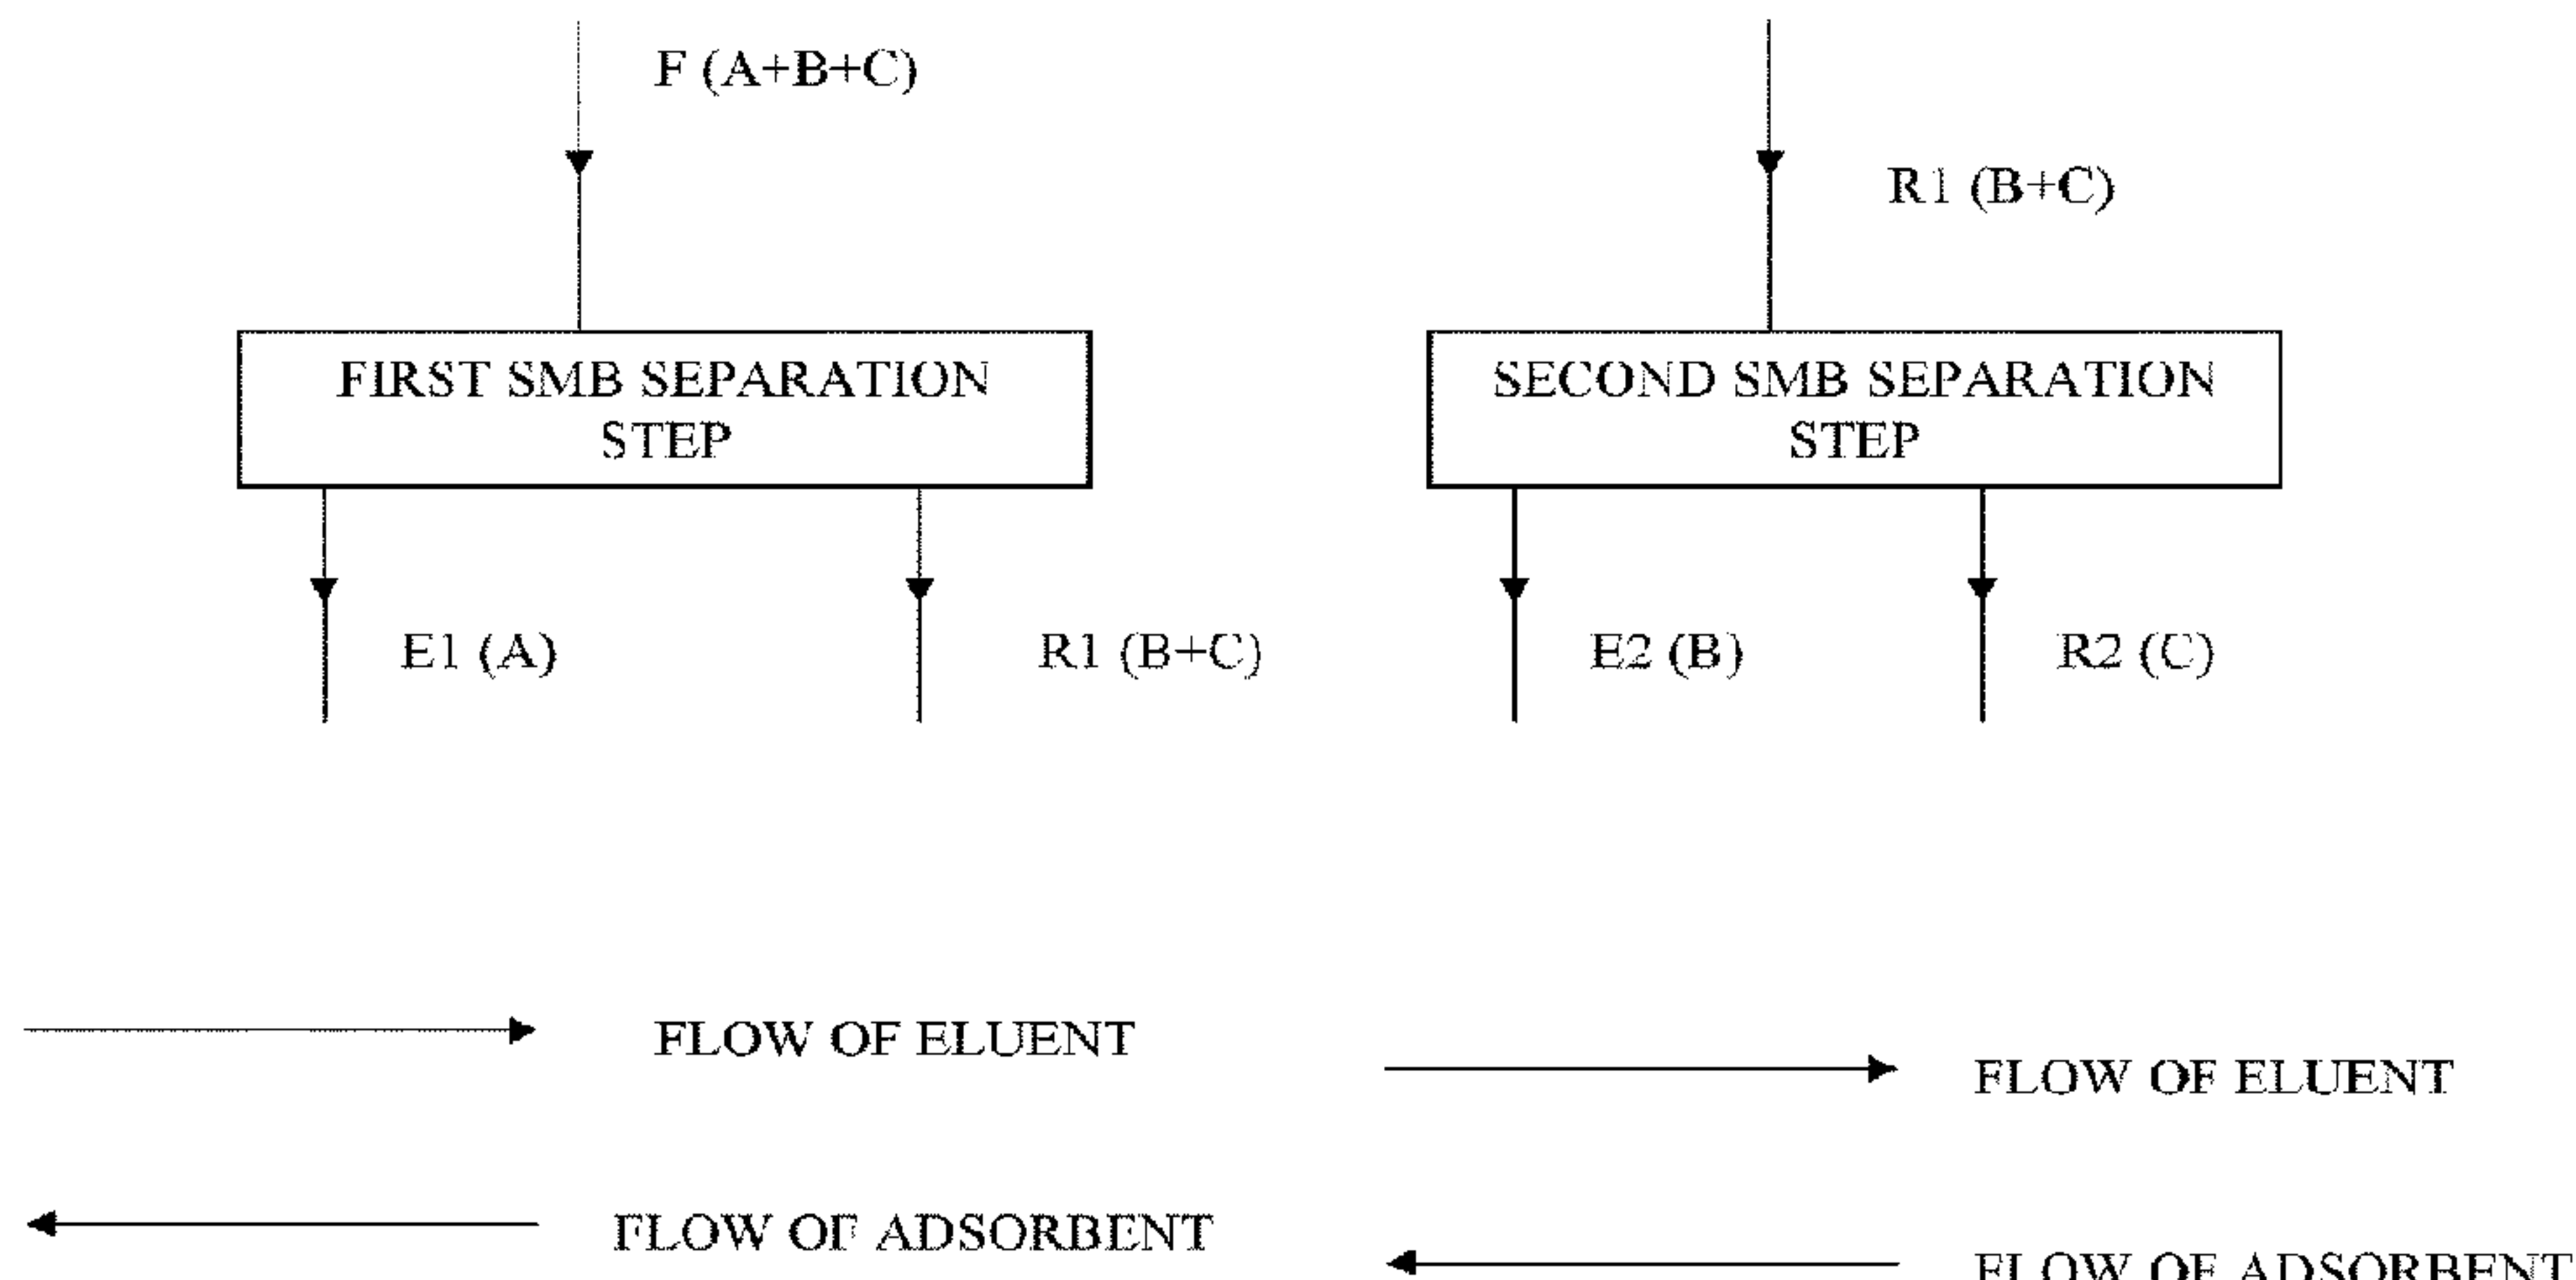 F (A+B+C)
R1 (B+C)
FIRST SMB SEPARATION
STEP
SECOND SMB SEPARATION
STEP
E1 (A)
R1 (B+C)
E2 (B)
R2 (C)
FLOW OF ELUENT
FLOW OF ELUENT
FLOW OF ADSORBENT
FLOW OF ADSORBENT